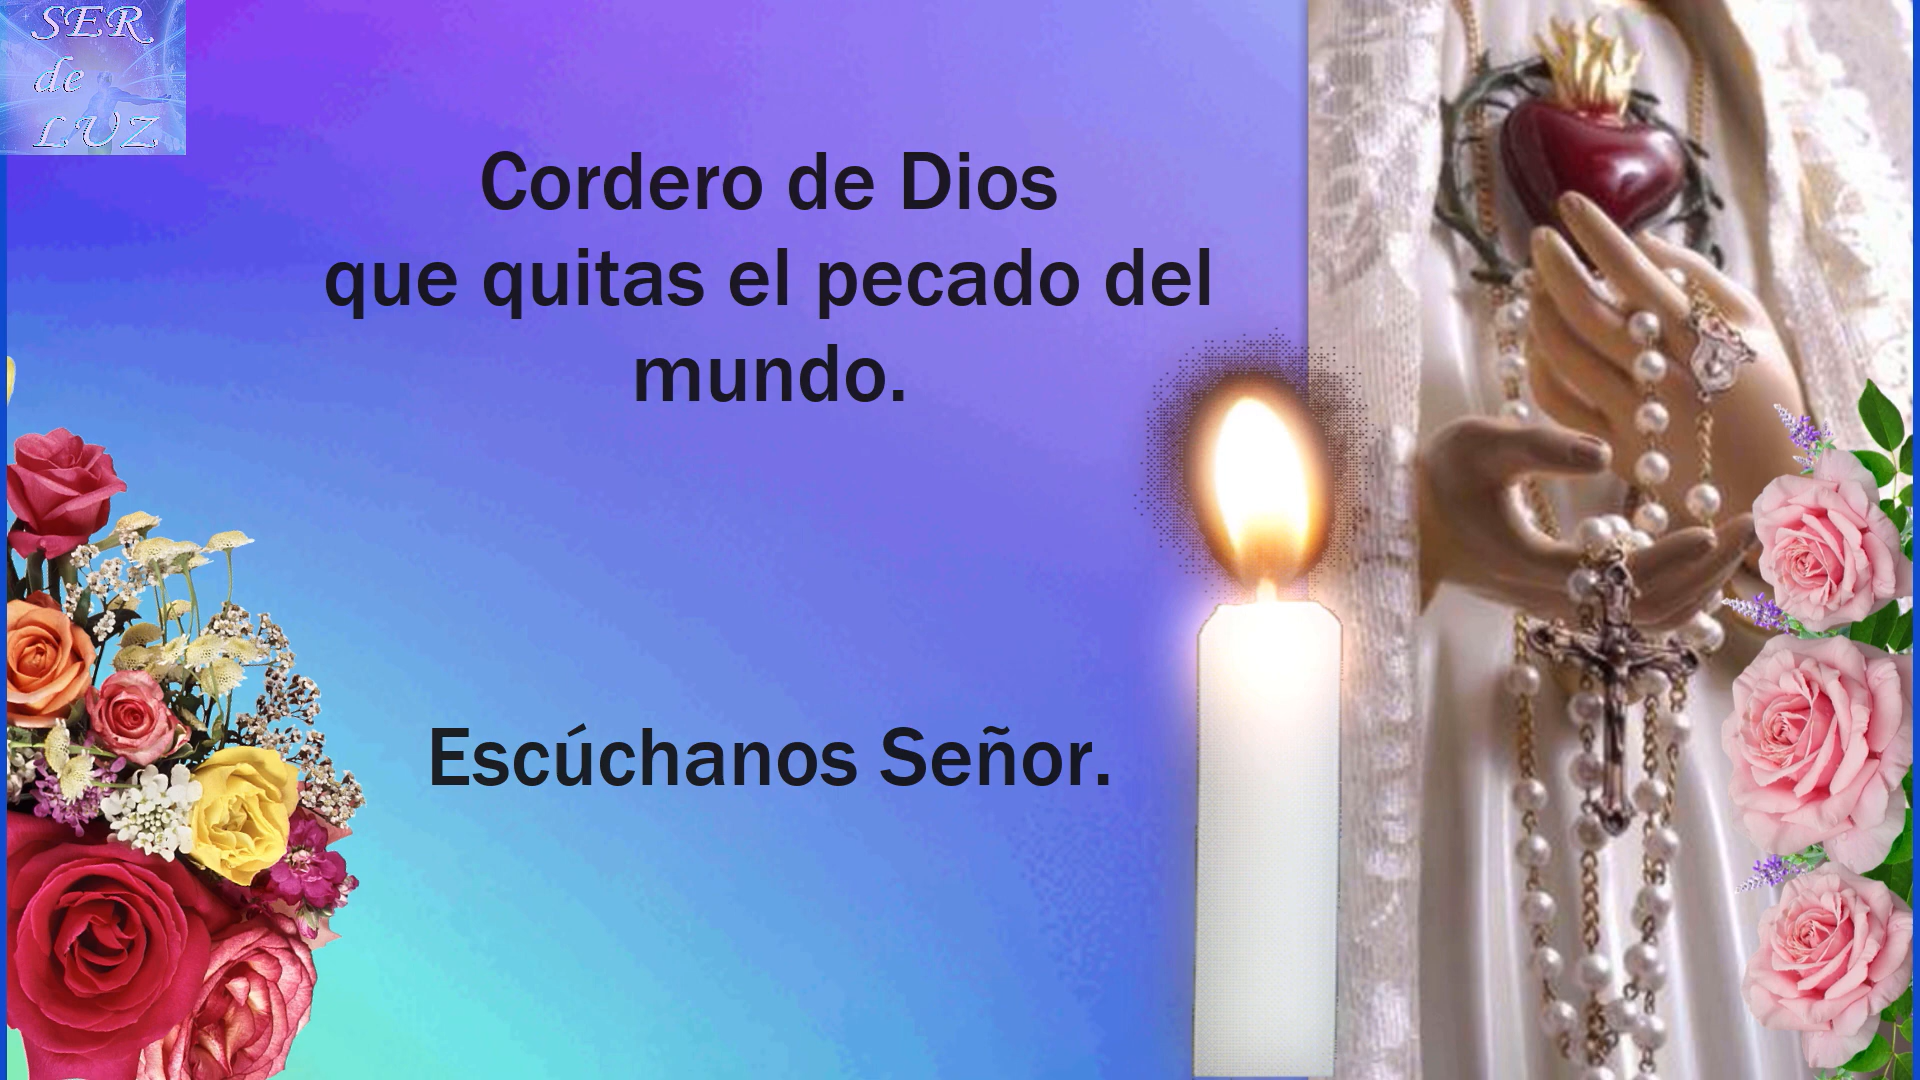 SER
de
LUZ
Cordero de Dios
que quitas el pecado del
mundo.
Escúchanos Señor.